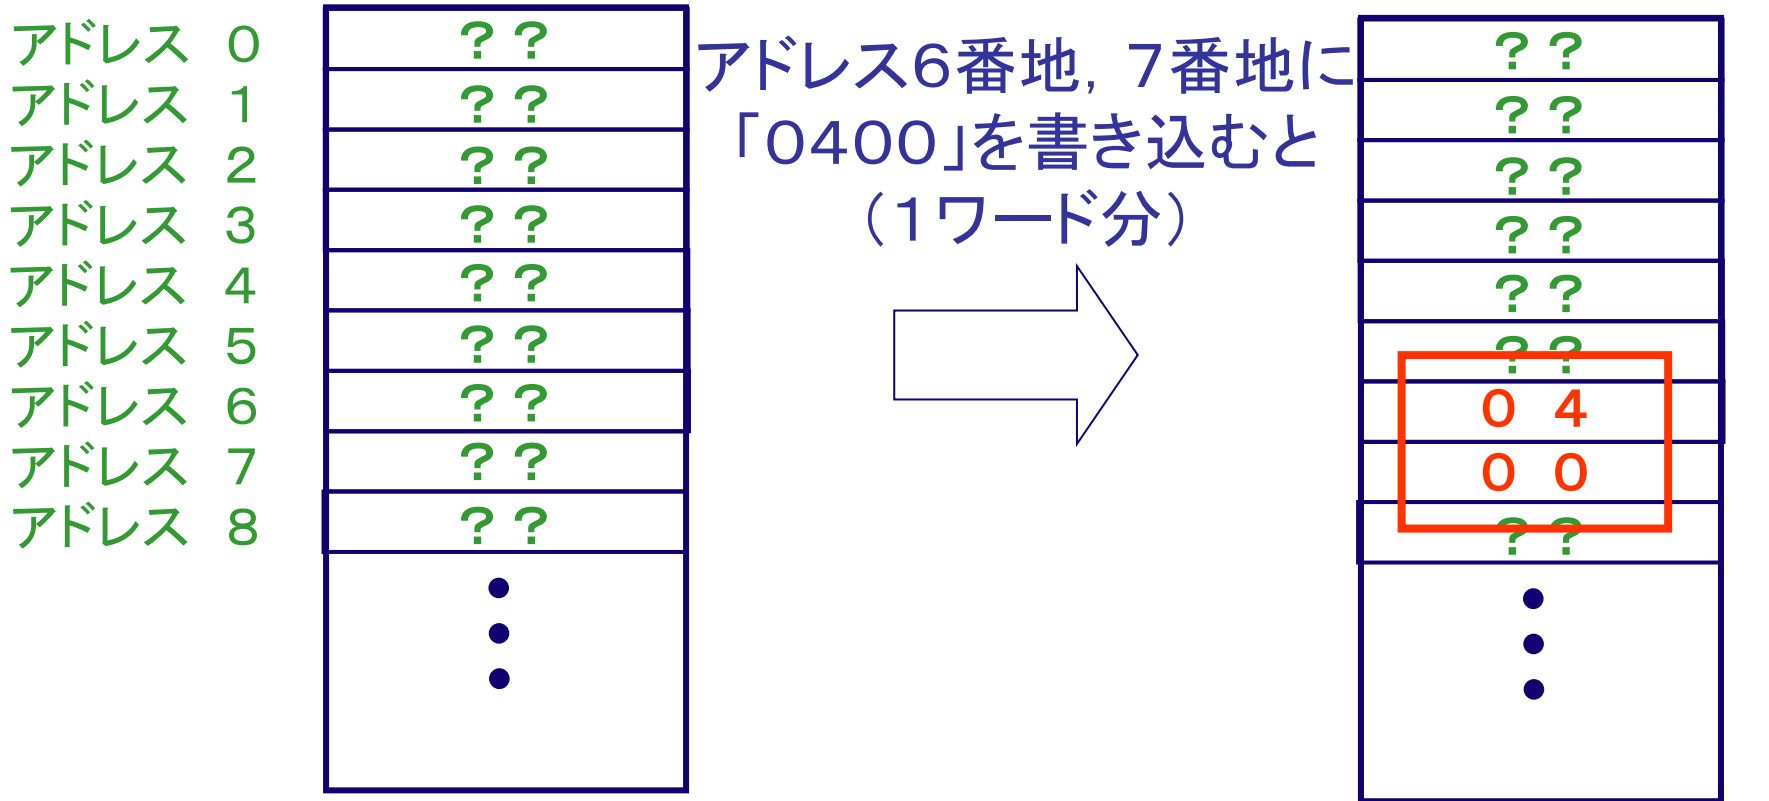 アドレス 0 ??
アドレス 1 ??
アドレス 2 ??
アドレス 3 ??
アドレス 4 ??
アドレス 5 ??
アドレス 6 ??
アドレス 7 ??
アドレス 8 ??
アドレス6番地, 7番地に
「0400」を書き込むと
(1ワード分)
??
??
??
??
??
??
0 4
0 0
??